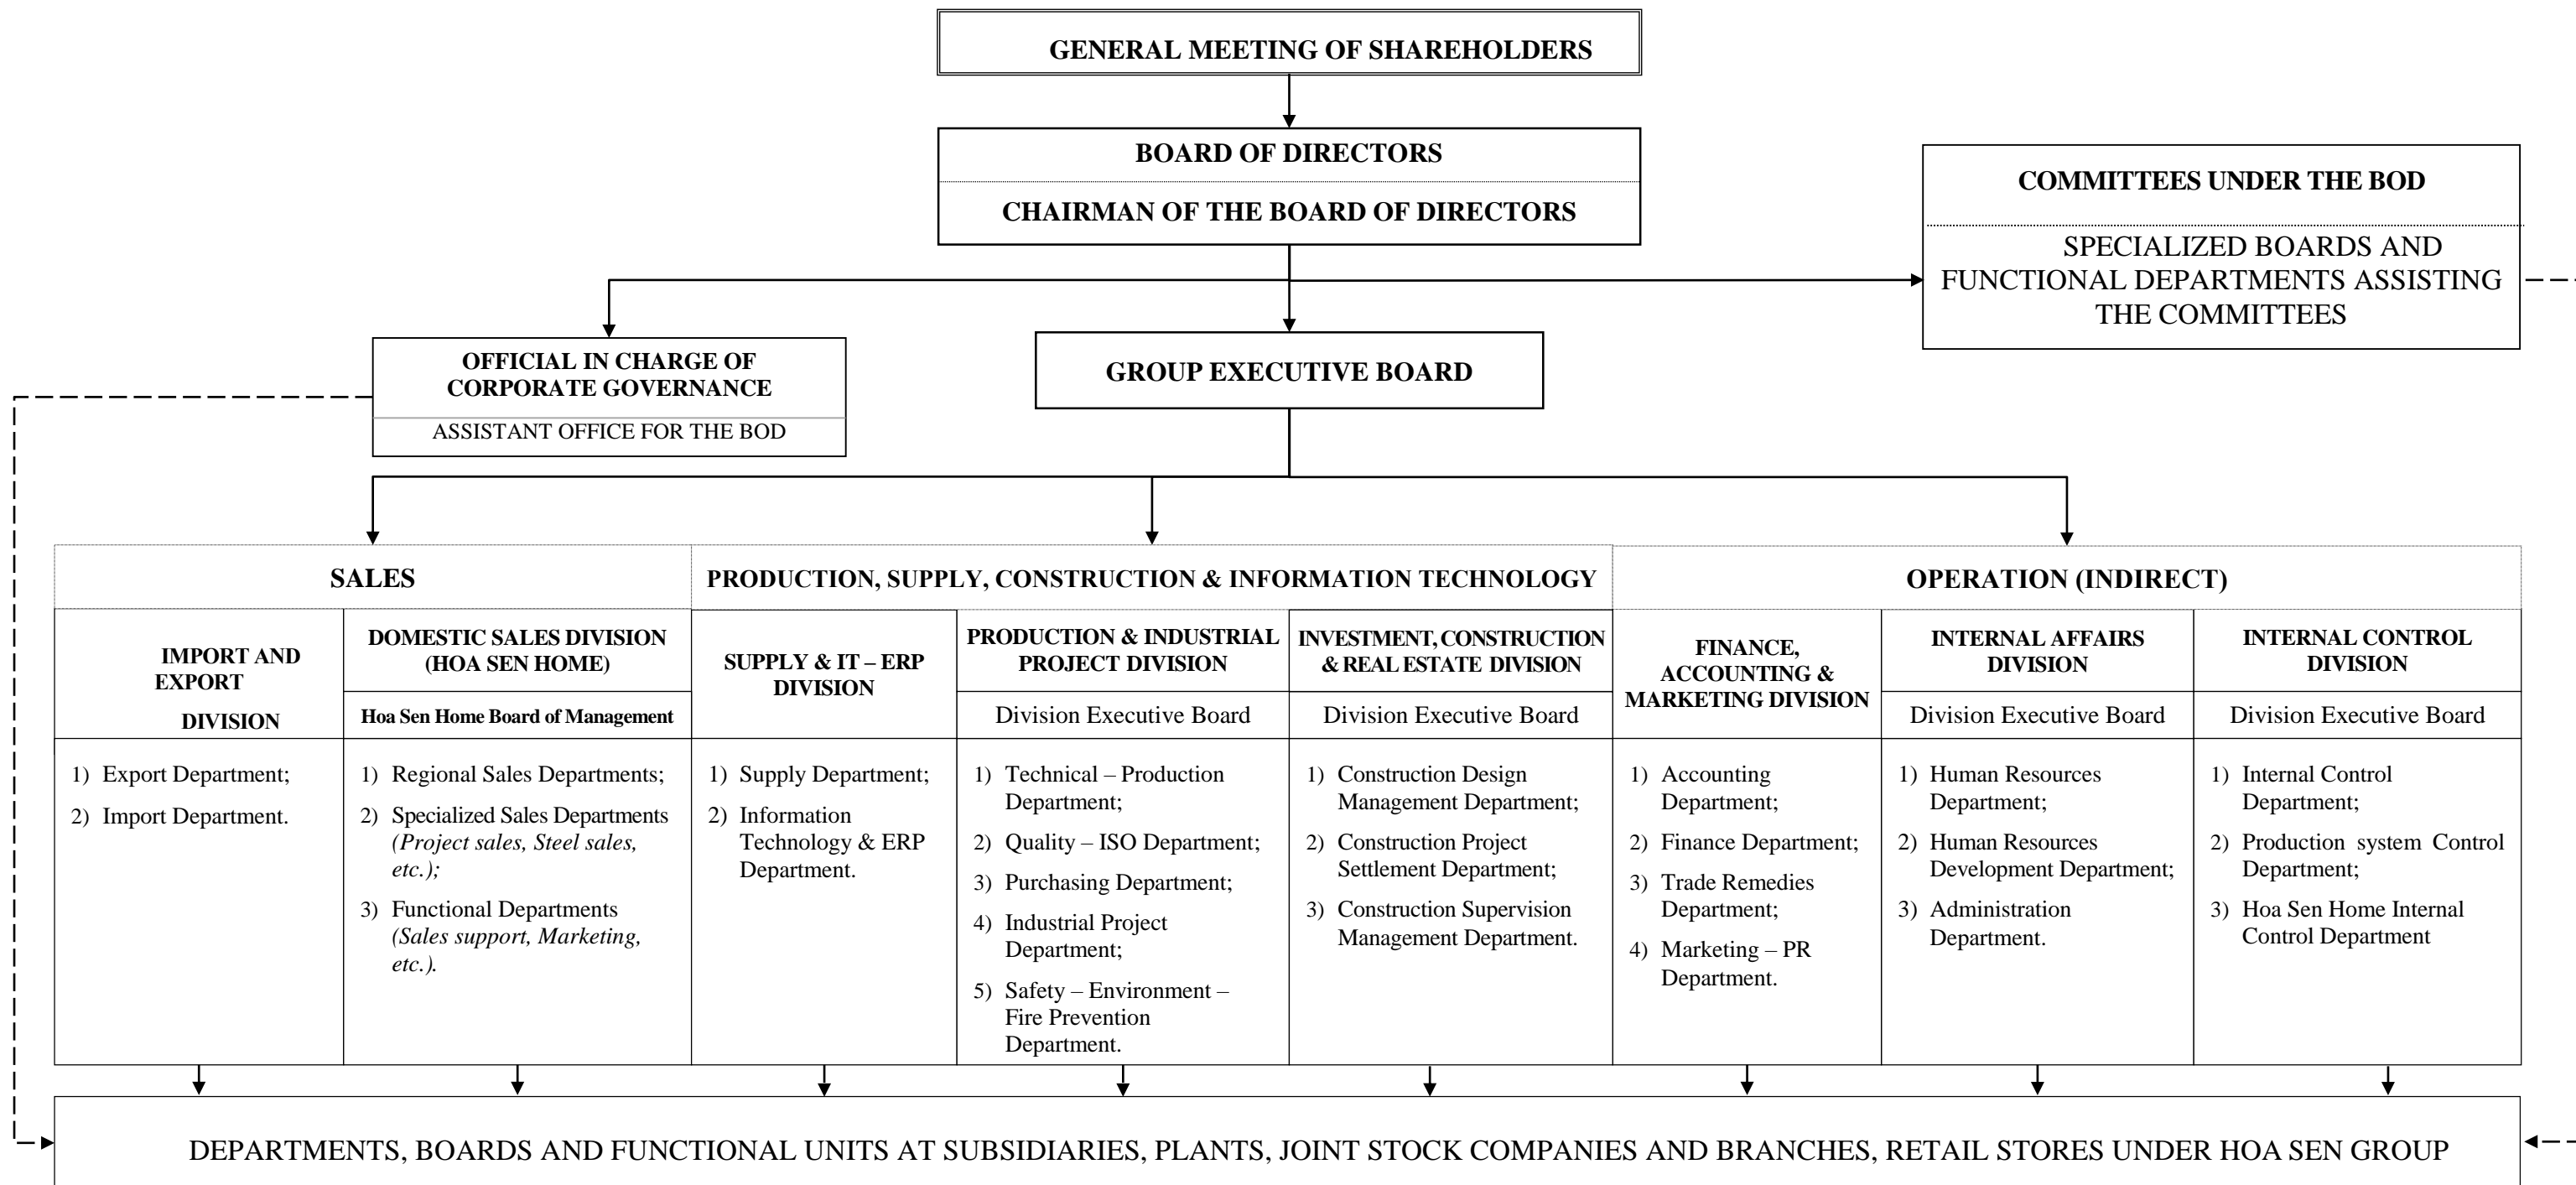 GENERAL MEETING OF SHAREHOLDERS
BOARD OF DIRECTORS
CHAIRMAN OF THE BOARD OF DIRECTORS
COMMITTEES UNDER THE BOD
SPECIALIZED BOARDS AND
FUNCTIONAL DEPARTMENTS ASSISTING
THE COMMITTEES
OFFICIAL IN CHARGE OF
CORPORATE GOVERNANCE
ASSISTANT OFFICE FOR THE BOD
GROUP EXECUTIVE BOARD
SALES
PRODUCTION, SUPPLY, CONSTRUCTION & INFORMATION TECHNOLOGY
OPERATION (INDIRECT)
IMPORT AND
EXPORT
DIVISION
1) Export Department;
2) Import Department.
DOMESTIC SALES DIVISION
(HOA SEN HOME)
Hoa Sen Home Board of Management
1) Regional Sales Departments;
2) Specialized Sales Departments
(Project sales, Steel sales,
etc.);
3) Functional Departments
(Sales support, Marketing,
etc.).
SUPPLY & IT – ERP
DIVISION
1) Supply Department;
2) Information
Technology & ERP
Department.
PRODUCTION & INDUSTRIAL
PROJECT DIVISION
Division Executive Board
1) Technical – Production
Department;
2) Quality – ISO Department;
3) Purchasing Department;
4) Industrial Project
Department;
5) Safety – Environment –
Fire Prevention
Department.
INVESTMENT, CONSTRUCTION
& REAL ESTATE DIVISION
Division Executive Board
1) Construction Design
Management Department;
2) Construction Project
Settlement Department;
3) Construction Supervision
Management Department.
FINANCE,
ACCOUNTING &
MARKETING DIVISION
1) Accounting
Department;
2) Finance Department;
3) Trade Remedies
Department;
4) Marketing – PR
Department.
INTERNAL AFFAIRS
DIVISION
Division Executive Board
1) Human Resources
Department;
2) Human Resources
Development Department;
3) Administration
Department.
INTERNAL CONTROL
DIVISION
Division Executive Board
1) Internal Control
Department;
2) Production system Control
Department;
3) Hoa Sen Home Internal
Control Department
DEPARTMENTS, BOARDS AND FUNCTIONAL UNITS AT SUBSIDIARIES, PLANTS, JOINT STOCK COMPANIES AND BRANCHES, RETAIL STORES UNDER HOA SEN GROUP